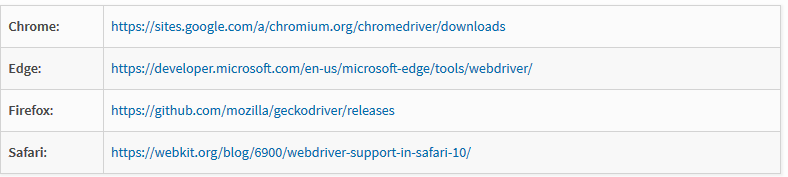 Chrome: https://sites.google.com/a/chromium.org/chromedriver/downloads
Edge: https://developer.microsoft.com/en-us/microsoft-edge/tools/webdriver/
Firefox: https://github.com/mozilla/geckodriver/releases
Safari: https://webkit.org/blog/6900/webdriver-support-in-safari-10/